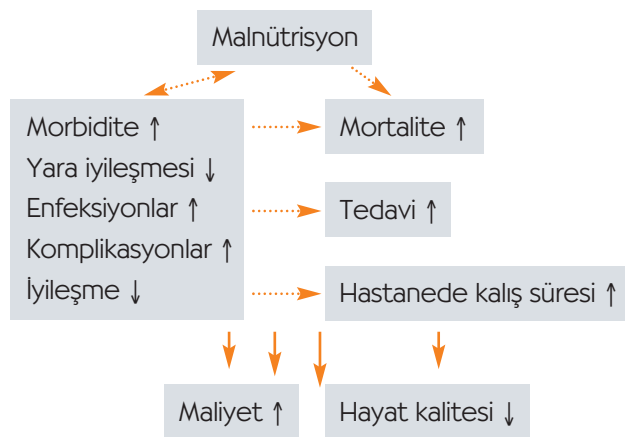 Malnütrisyon
Morbidite ↑
Yara iyileşmesi ↓
Enfeksiyonlar ↑
Komplikasyonlar ↑
İyileşme ↓
Mortalite ↑
Tedavi ↑
Hastanede kalış süresi ↑
Maliyet ↑
Hayat kalitesi ↓